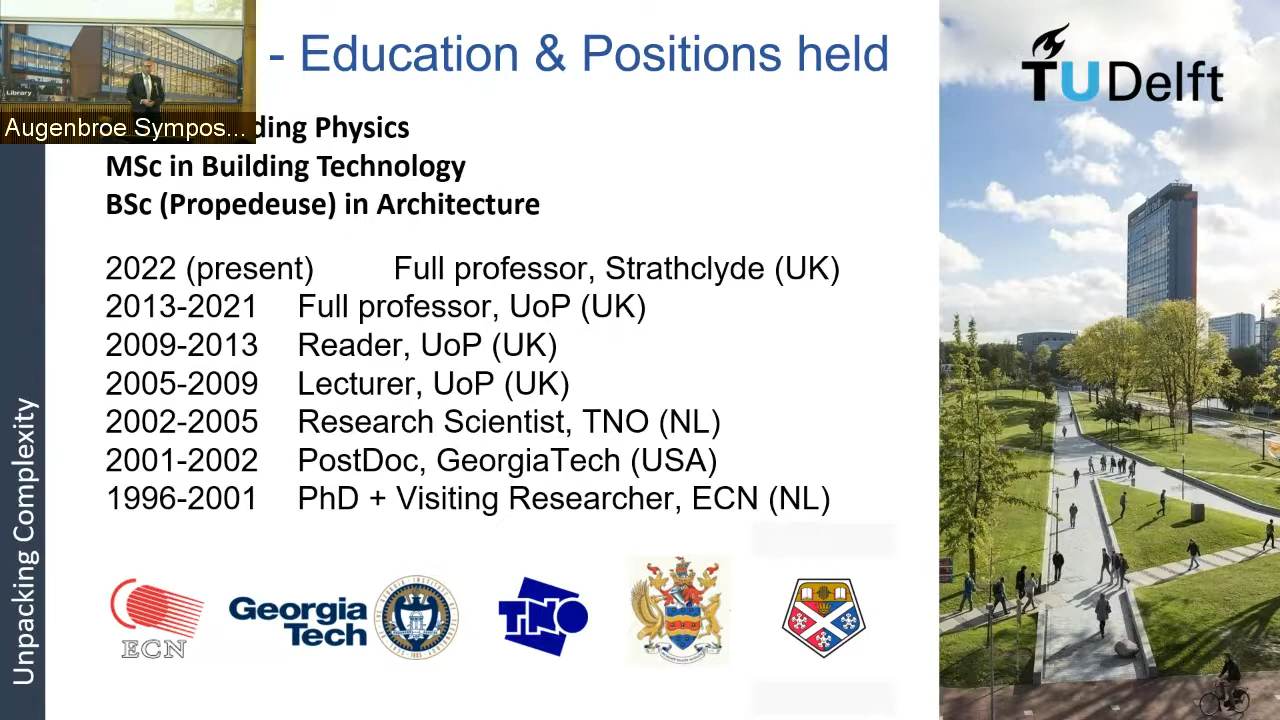 - Education & Positions held
TU Delft
Library
Augenbroe Sympos...
ding Physics
MSc in Building Technology
BSc (Propedeuse) in Architecture
2022 (present) Full professor, Strathclyde (UK)
2013-2021 Full professor, UoP (UK)
2009-2013 Reader, UoP (UK)
2005-2009 Lecturer, UoP (UK)
2002-2005 Research Scientist, TNO (NL)
2001-2002 PostDoc, GeorgiaTech (USA)
1996-2001 PhD + Visiting Researcher, ECN (NL)
Unpacking Complexity
ECN
Georgia
Tech
TNO